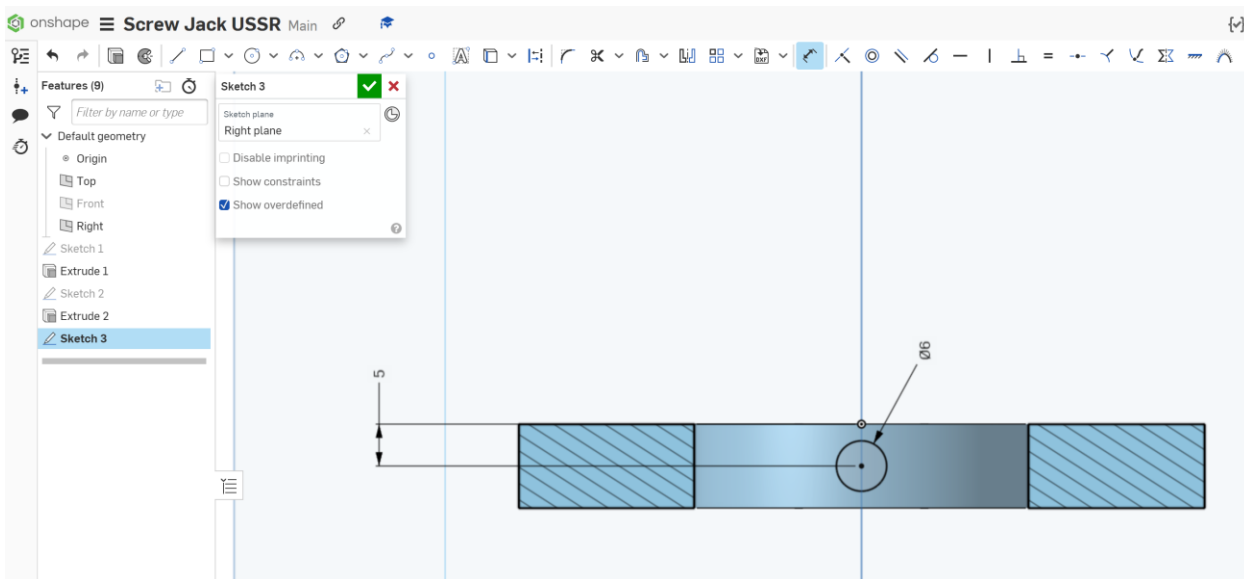 onshape Screw Jack USSR Main
Features (9)
Filter by name or type
Default geometry
Origin
Top
Front
Right
Sketch 1
Extrude 1
Sketch 2
Extrude 2
Sketch 3
Sketch 3
Sketch plane
Right plane
Disable imprinting
Show constraints
Show overdefined
5
Ø6